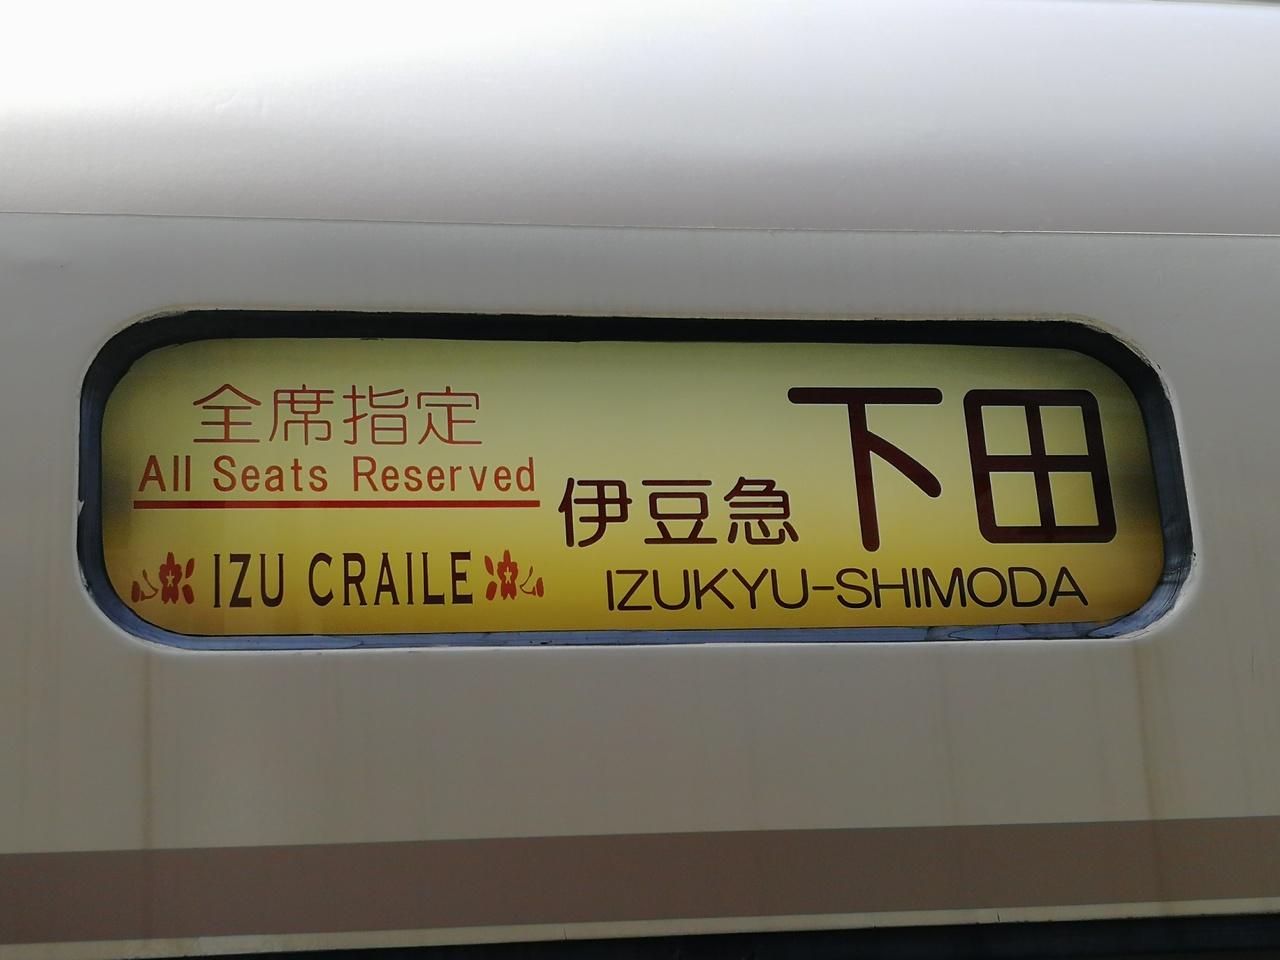 全席指定
All Seats Reserved
IZU CRAILE
伊豆急下田
IZUKYU-SHIMODA